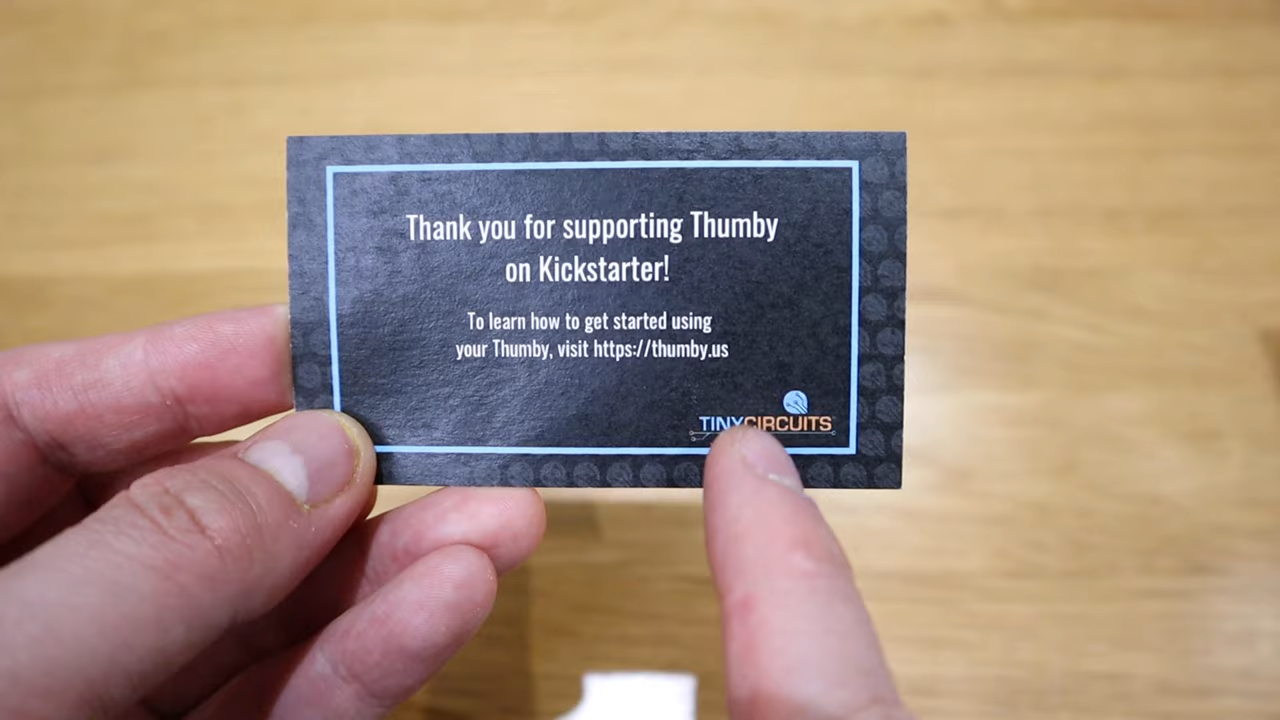 Thank you for supporting Thumby
on Kickstarter!
To learn how to get started using
your Thumby, visit https://thumby.us
TINYCIRCUITS